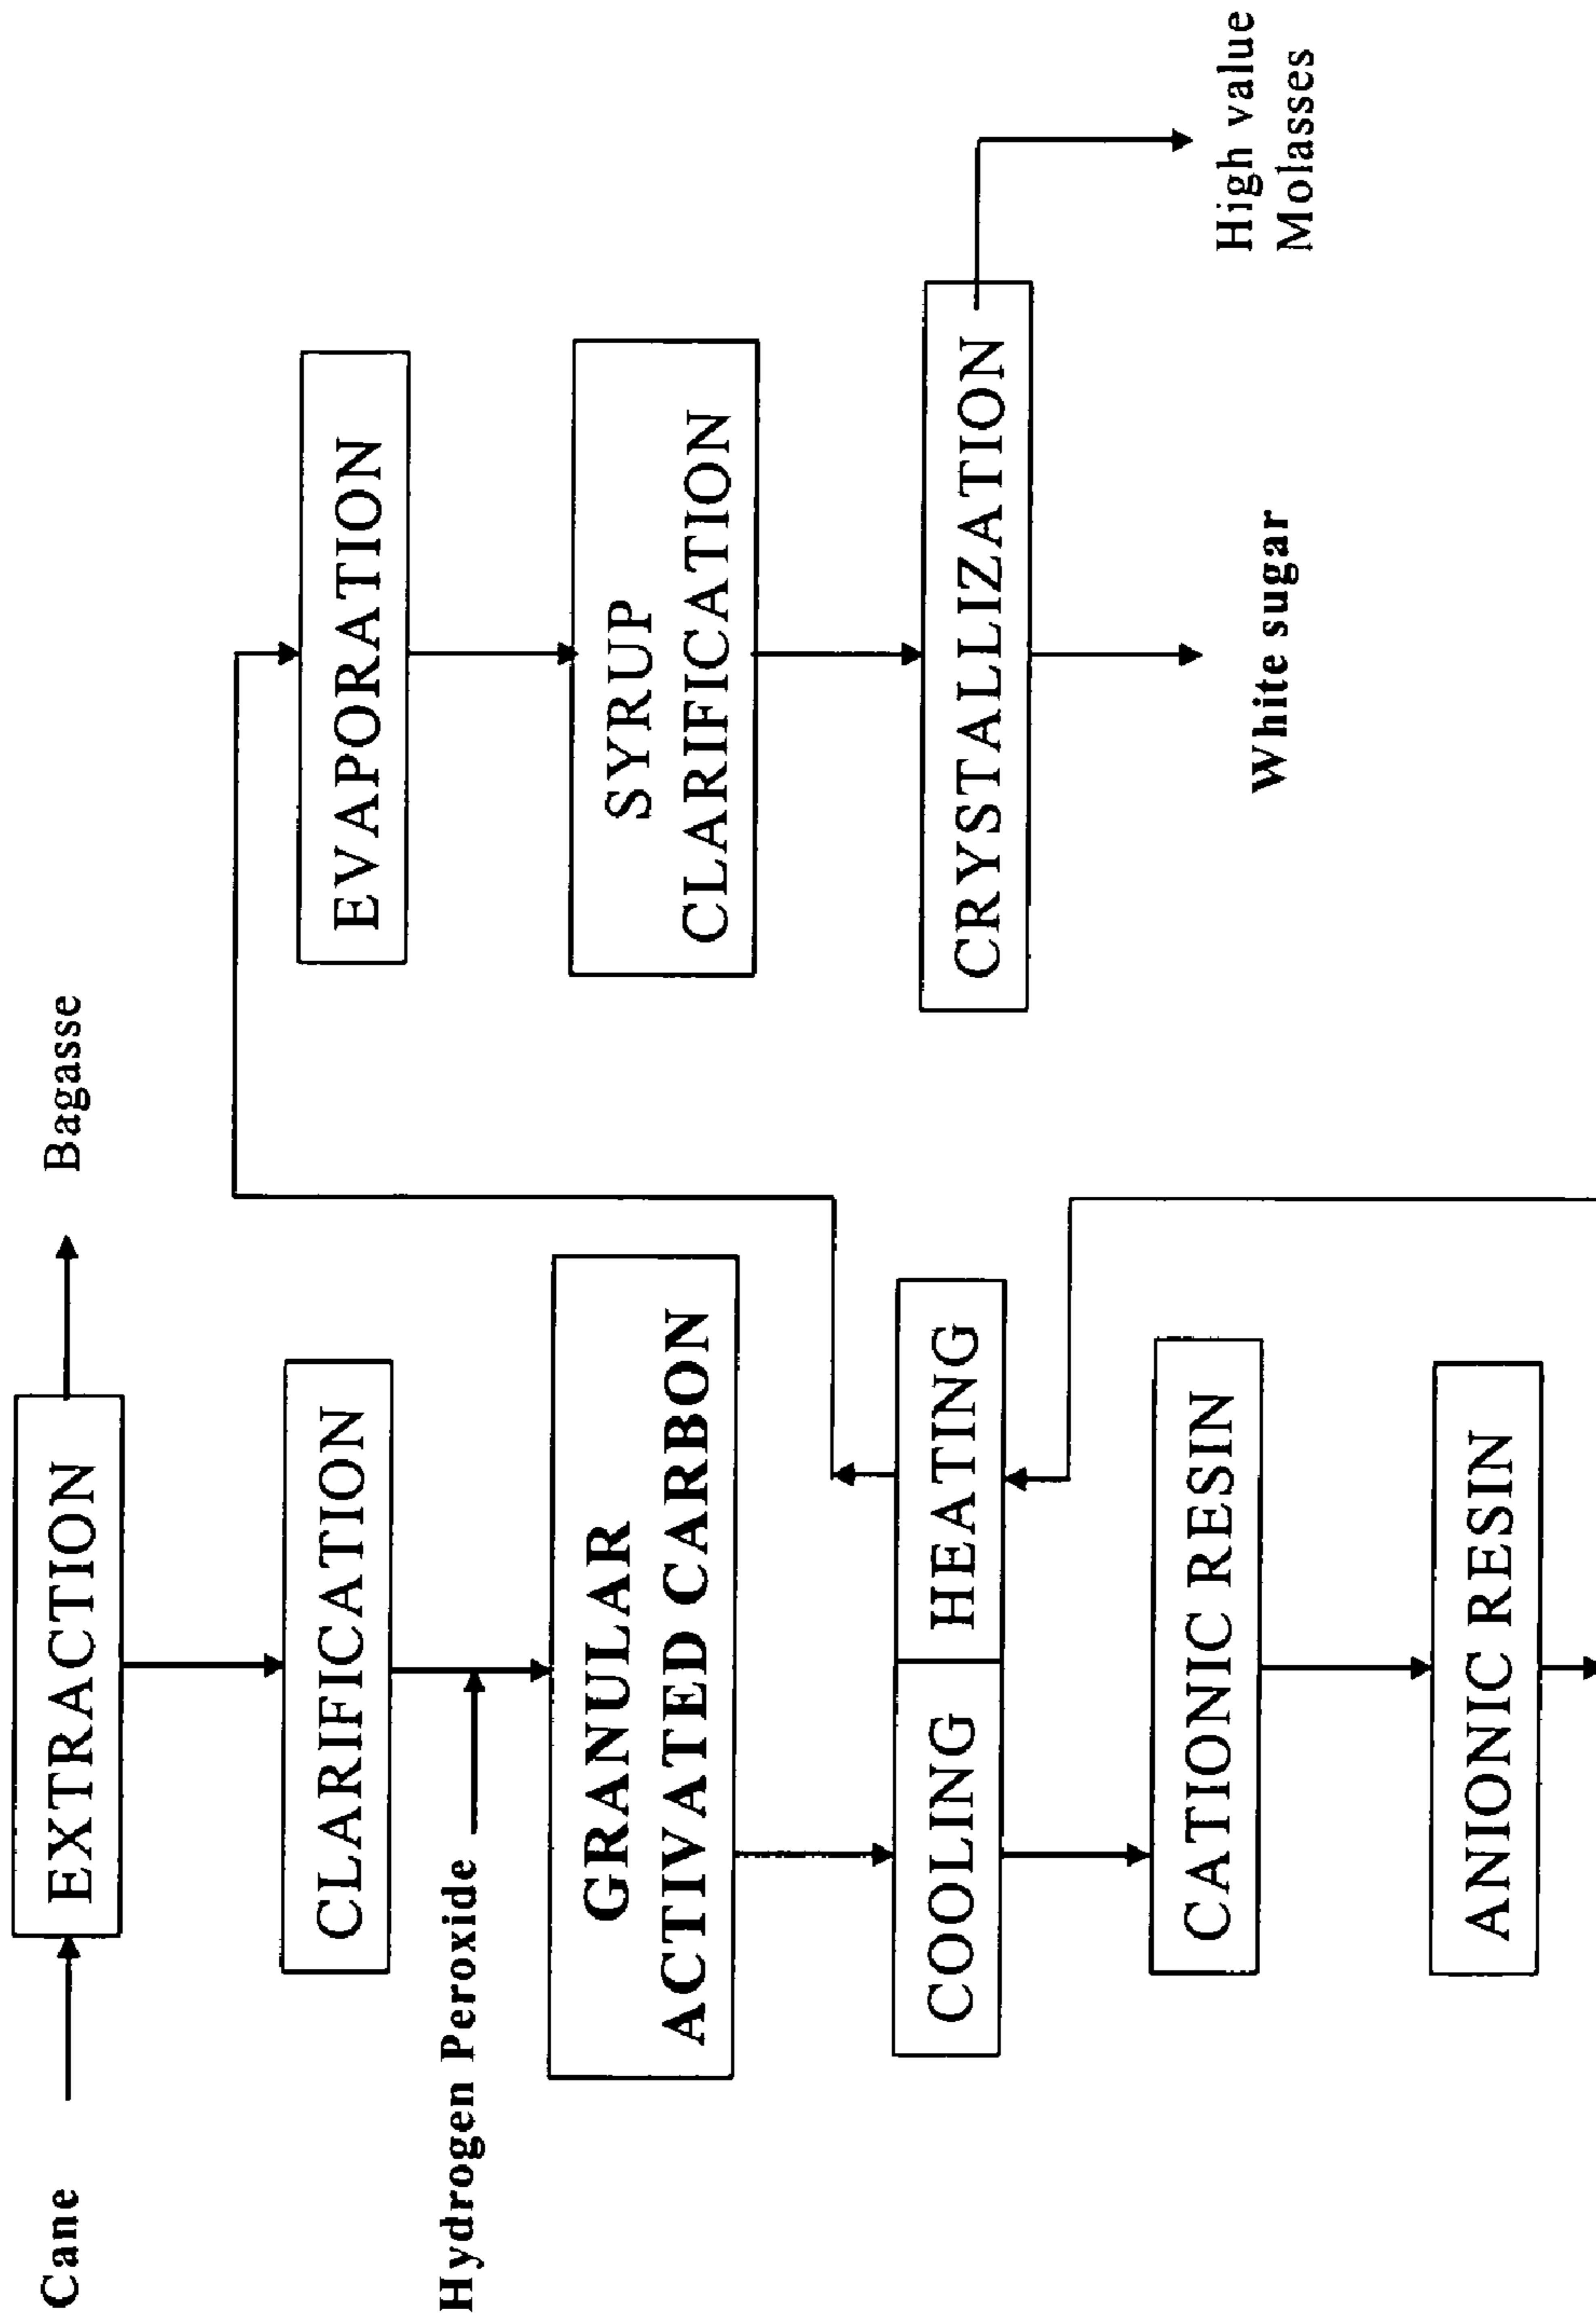 Cane
EXTRACTION
Bagasse
CLARIFICATION
Hydrogen Peroxide
GRANULAR
ACTIVATED CARBON
COOLING
HEATING
CATIONIC RESIN
ANIONIC RESIN
EVAPORATION
SYRUP
CLARIFICATION
CRYSTALLIZATION
White sugar
High value
Molasses